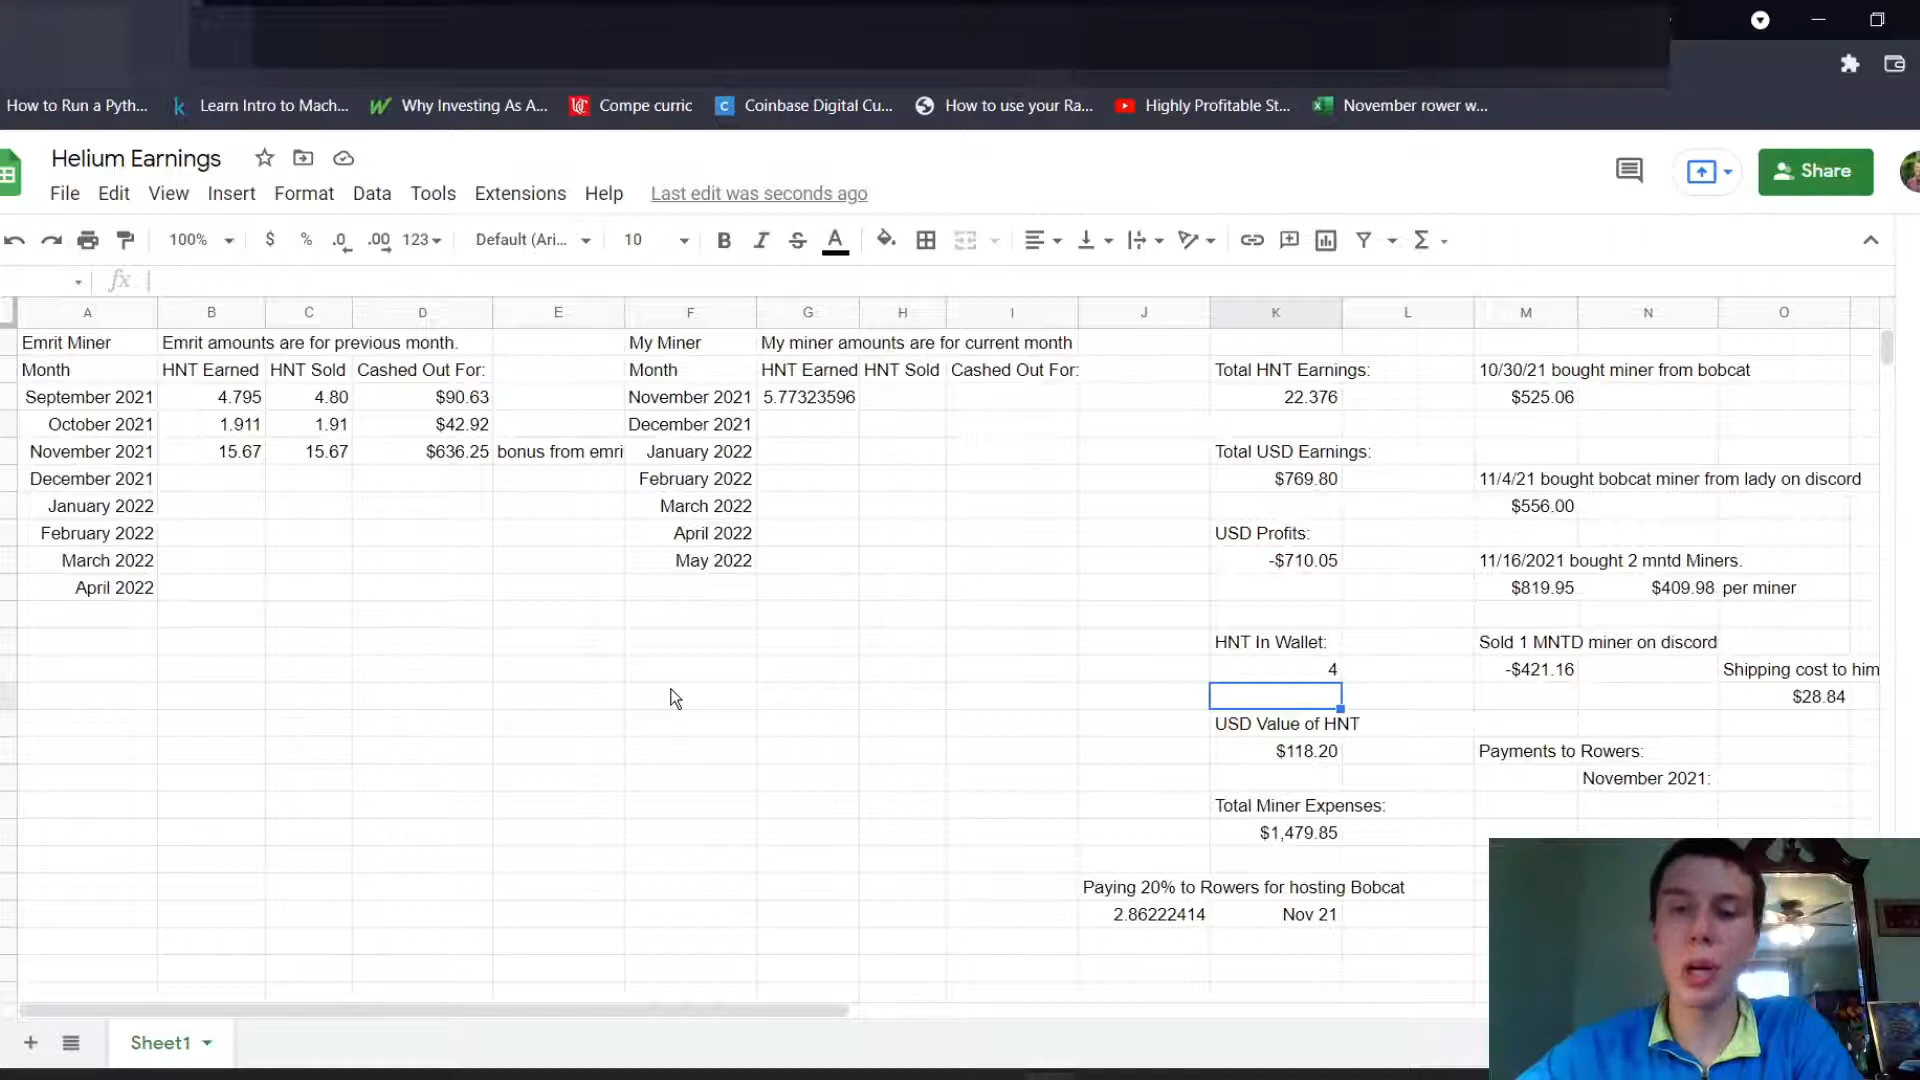 How to Run a Pyth... Learn Intro to Mach... Why Investing As A... Compe curric Coinbase Digital Cu... How to use your Ra... Highly Profitable St... November rower w...
Helium Earnings
Share
File Edit View Insert Format Data Tools Extensions Help Last edit was seconds ago
100% $ % .0 .00 123 Default (Ari... 10 B I S A Σ
fx
A B C D E F G H I J K L M N O
Emrit Miner Emrit amounts are for previous month. My Miner My miner amounts are for current month
Month HNT Earned HNT Sold Cashed Out For: Month HNT Earned HNT Sold Cashed Out For: Total HNT Earnings: 10/30/21 bought miner from bobcat
September 2021 4.795 4.80 $90.63 November 2021 5.77323596 22.376 $525.06
October 2021 1.911 1.91 $42.92 December 2021
November 2021 15.67 15.67 $636.25 bonus from emri January 2022 Total USD Earnings:
December 2021 February 2022 $769.80 11/4/21 bought bobcat miner from lady on discord
January 2022 March 2022 $556.00
February 2022 April 2022 USD Profits:
March 2022 May 2022 -$710.05 11/16/2021 bought 2 mntd Miners.
April 2022 $819.95 $409.98 per miner
HNT In Wallet: Sold 1 MNTD miner on discord
4 -$421.16 Shipping cost to him
$28.84
USD Value of HNT
$118.20 Payments to Rowers:
November 2021:
Total Miner Expenses:
$1,479.85
Paying 20% to Rowers for hosting Bobcat
2.86222414 Nov 21
Sheet1